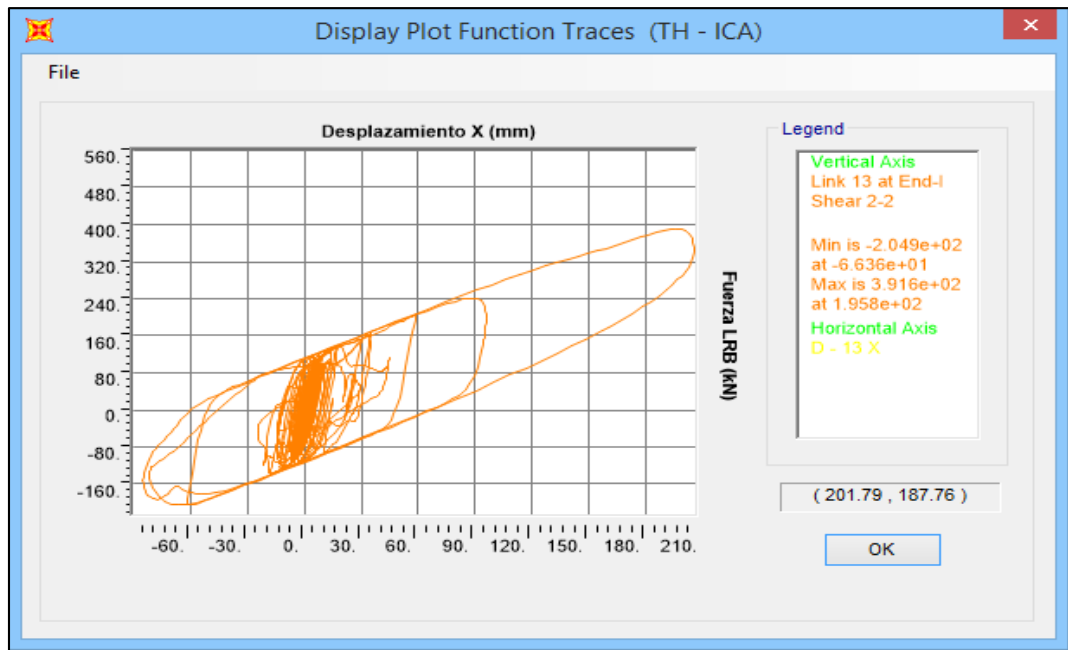 Display Plot Function Traces (TH - ICA)
File
Desplazamiento X (mm)
560.
480.
400.
320.
240.
160.
80.
0.
-80.
-160.
-60. -30. 0. 30. 60. 90. 120. 150. 180. 210.
Fuerza LRB (kN)
Legend
Vertical Axis
Link 13 at End-I
Shear 2-2
Min is -2.049e+02
at -6.636e+01
Max is 3.916e+02
at 1.958e+02
Horizontal Axis
D - 13 X
( 201.79 , 187.76 )
OK